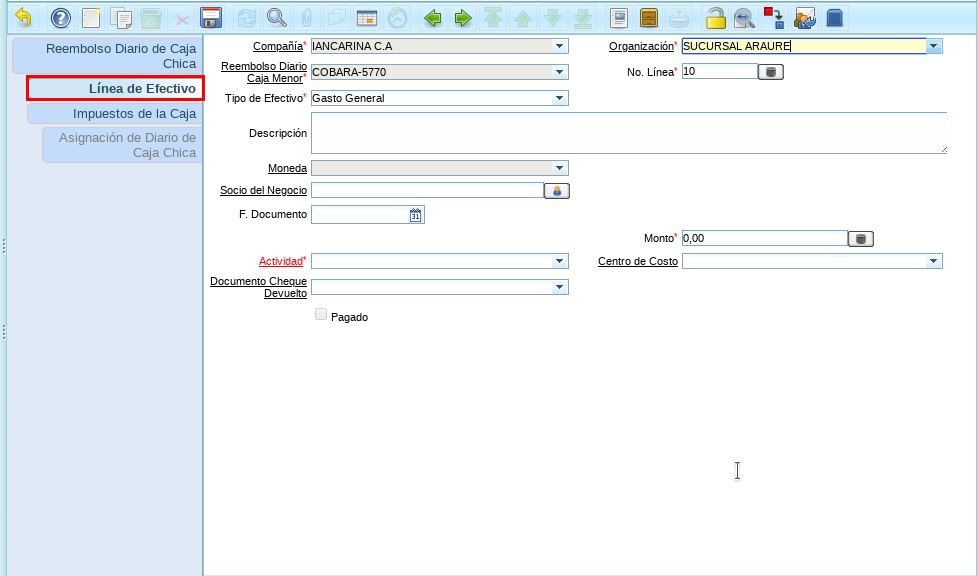 Reembolso Diario de Caja
Chica
Línea de Efectivo
Impuestos de la Caja
Asignación de Diario de
Caja Chica
Compañía* IANCARINA C.A Organización* SUCURSAL ARAURE
Reembolso Diario
Caja Menor* COBARA-5770 No. Línea* 10
Tipo de Efectivo* Gasto General
Descripción
Moneda
Socio del Negocio
F. Documento 31
Monto* 0,00
Actividad* Centro de Costo
Documento Cheque
Devuelto
Pagado